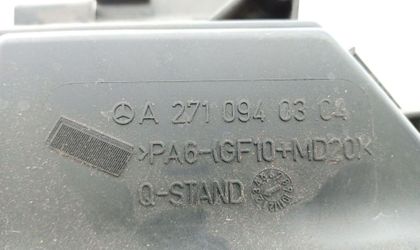 A 271 094 03 04
>PA6-(GF10+MD20)<
Q-STAND